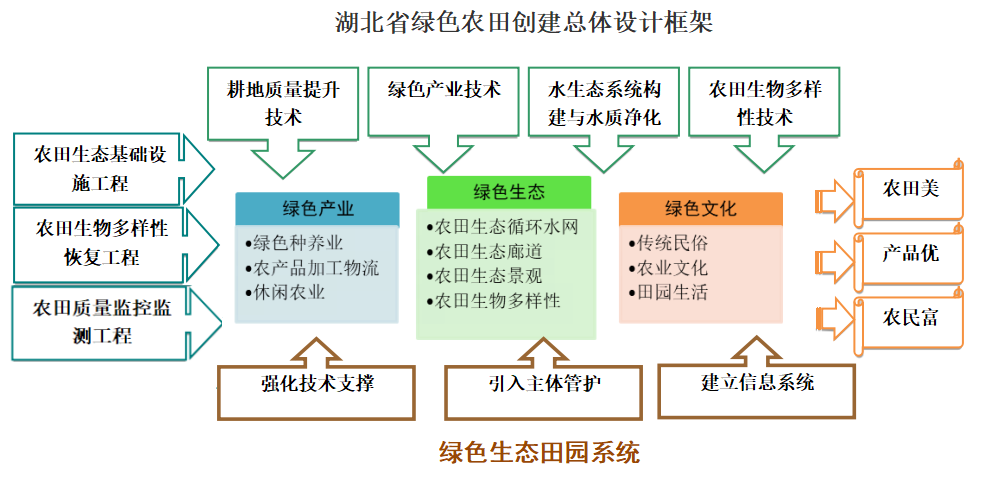 湖北省绿色农田创建总体设计框架
耕地质量提升
技术
绿色产业技术
水生态系统构
建与水质净化
农田生物多样
性技术
农田生态基础设
施工程
农田生物多样性
恢复工程
农田质量监控监
测工程
绿色产业
•绿色种养业
•农产品加工物流
•休闲农业
绿色生态
•农田生态循环水网
•农田生态廊道
•农田生态景观
•农田生物多样性
绿色文化
•传统民俗
•农业文化
•田园生活
农田美
产品优
农民富
强化技术支撑
引入主体管护
建立信息系统
绿色生态田园系统